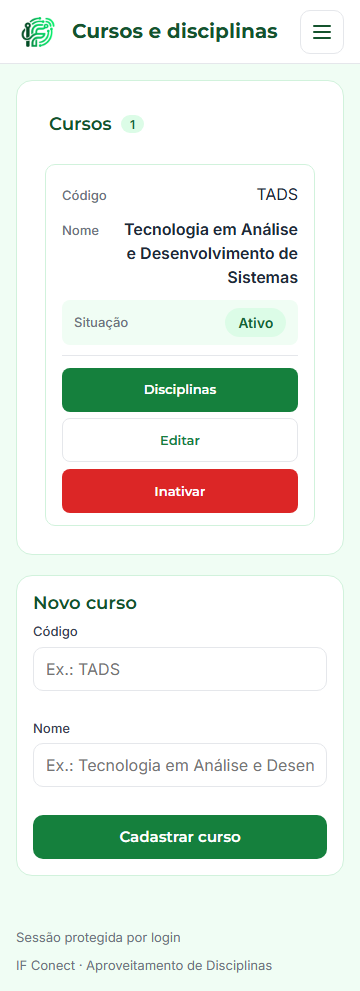 Cursos e disciplinas
Cursos 1
Código TADS
Nome Tecnologia em Análise
e Desenvolvimento de
Sistemas
Situação Ativo
Disciplinas
Editar
Inativar
Novo curso
Código
Ex.: TADS
Nome
Ex.: Tecnologia em Análise e Desen
Cadastrar curso
Sessão protegida por login
IF Conect · Aproveitamento de Disciplinas